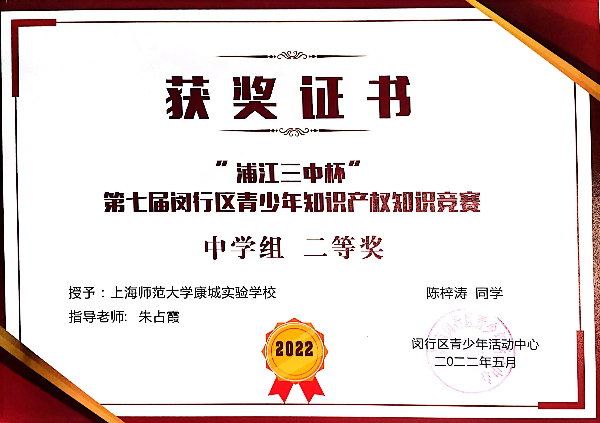 获奖证书
“浦江三中杯”
第七届闵行区青少年知识产权知识竞赛
中学组 二等奖
授予：上海师范大学康城实验学校 陈梓涛 同学
指导老师: 朱占霞
2022
闵行区青少年活动中心
二〇二二年五月